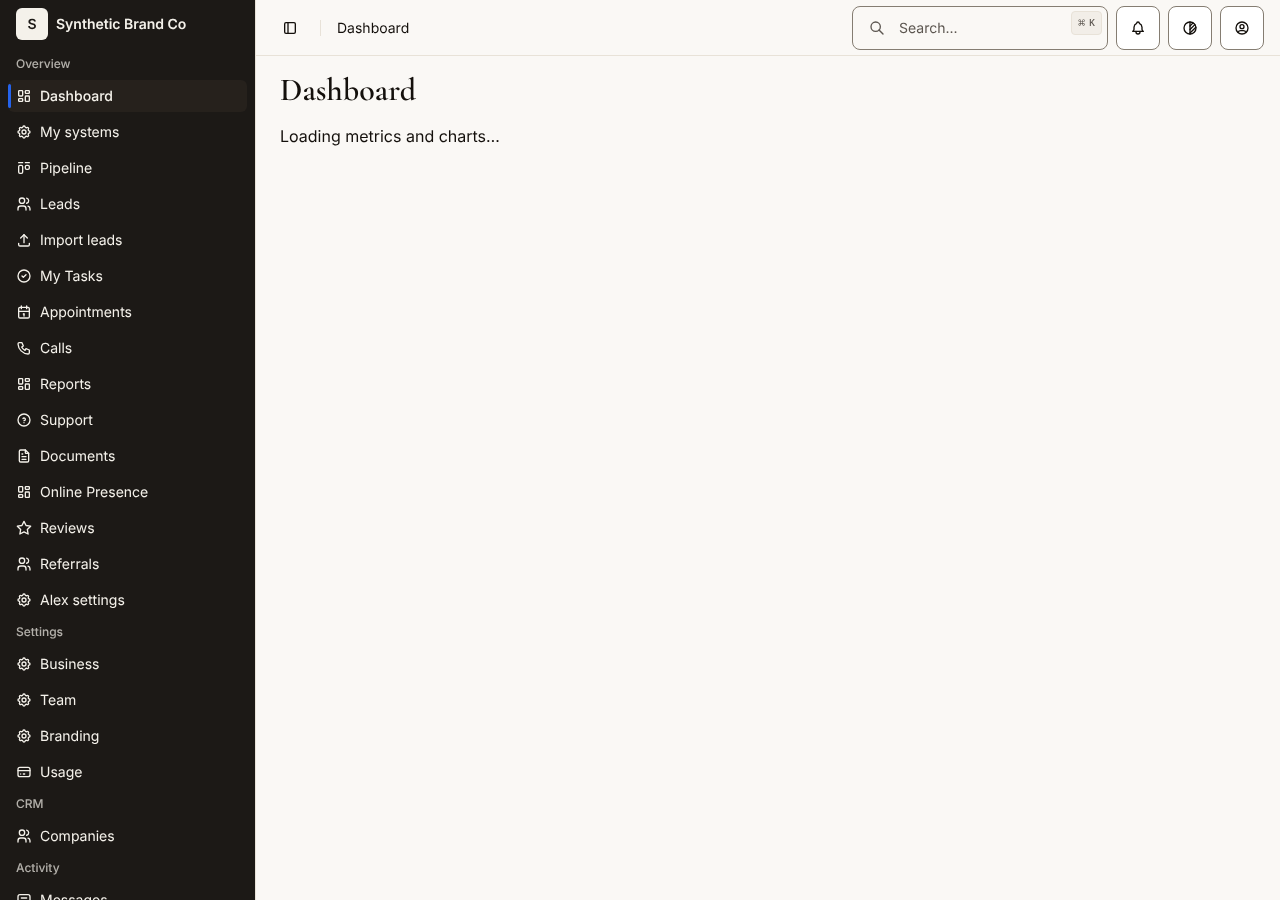 S Synthetic Brand Co
Overview
Dashboard
My systems
Pipeline
Leads
Import leads
My Tasks
Appointments
Calls
Reports
Support
Documents
Online Presence
Reviews
Referrals
Alex settings
Settings
Business
Team
Branding
Usage
CRM
Companies
Activity
Messages
Dashboard
Search...
⌘ K
Dashboard
Loading metrics and charts...